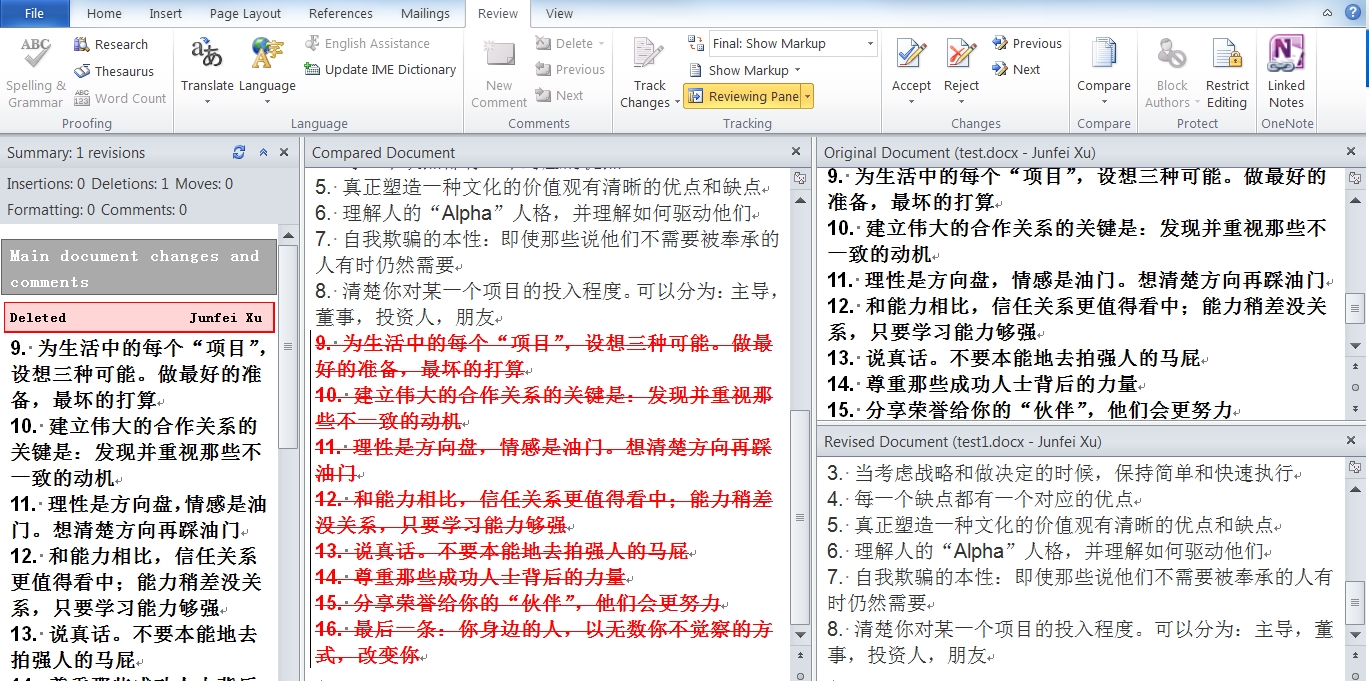 File Home Insert Page Layout References Mailings Review View
ABC Spelling & Grammar
Research
Thesaurus
ABC 123 Word Count
Proofing
Translate
Language
English Assistance
Update IME Dictionary
Language
New Comment
Delete
Previous
Next
Comments
Track Changes
Final: Show Markup
Show Markup
Reviewing Pane
Tracking
Accept
Reject
Previous
Next
Changes
Compare
Compare
Block Authors
Restrict Editing
Protect
Linked Notes
OneNote
Summary: 1 revisions
Insertions: 0 Deletions: 1 Moves: 0
Formatting: 0 Comments: 0
Main document changes and
comments
Deleted Junfei Xu
9. 为生活中的每个“项目”，
设想三种可能。做最好的准
备，最坏的打算
10. 建立伟大的合作关系的
关键是：发现并重视那些不
一致的动机
11. 理性是方向盘，情感是油
门。想清楚方向再踩油门
12. 和能力相比，信任关系
更值得看中；能力稍差没关
系，只要学习能力够强
13. 说真话。不要本能地去
拍强人的马屁
Compared Document
5. 真正塑造一种文化的价值观有清晰的优点和缺点
6. 理解人的“Alpha”人格，并理解如何驱动他们
7. 自我欺骗的本性：即使那些说他们不需要被奉承的
人有时仍然需要
8. 清楚你对某一个项目的投入程度。可以分为：主导，
董事，投资人，朋友
9. 为生活中的每个“项目”，设想三种可能。做最
好的准备，最坏的打算
10. 建立伟大的合作关系的关键是：发现并重视那
些不一致的动机
11. 理性是方向盘，情感是油门。想清楚方向再踩
油门
12. 和能力相比，信任关系更值得看中；能力稍差
没关系，只要学习能力够强
13. 说真话。不要本能地去拍强人的马屁
14. 尊重那些成功人士背后的力量
15. 分享荣誉给你的“伙伴”，他们会更努力
16. 最后一条：你身边的人，以无数你不觉察的方
式，改变你
Original Document (test.docx - Junfei Xu)
9. 为生活中的每个“项目”，设想三种可能。做最好的
准备，最坏的打算
10. 建立伟大的合作关系的关键是：发现并重视那些不
一致的动机
11. 理性是方向盘，情感是油门。想清楚方向再踩油门
12. 和能力相比，信任关系更值得看中；能力稍差没关
系，只要学习能力够强
13. 说真话。不要本能地去拍强人的马屁
14. 尊重那些成功人士背后的力量
15. 分享荣誉给你的“伙伴”，他们会更努力
Revised Document (test1.docx - Junfei Xu)
3. 当考虑战略和做决定的时候，保持简单和快速执行
4. 每一个缺点都有一个对应的优点
5. 真正塑造一种文化的价值观有清晰的优点和缺点
6. 理解人的“Alpha”人格，并理解如何驱动他们
7. 自我欺骗的本性：即使那些说他们不需要被奉承的人有
时仍然需要
8. 清楚你对某一个项目的投入程度。可以分为：主导，董
事，投资人，朋友